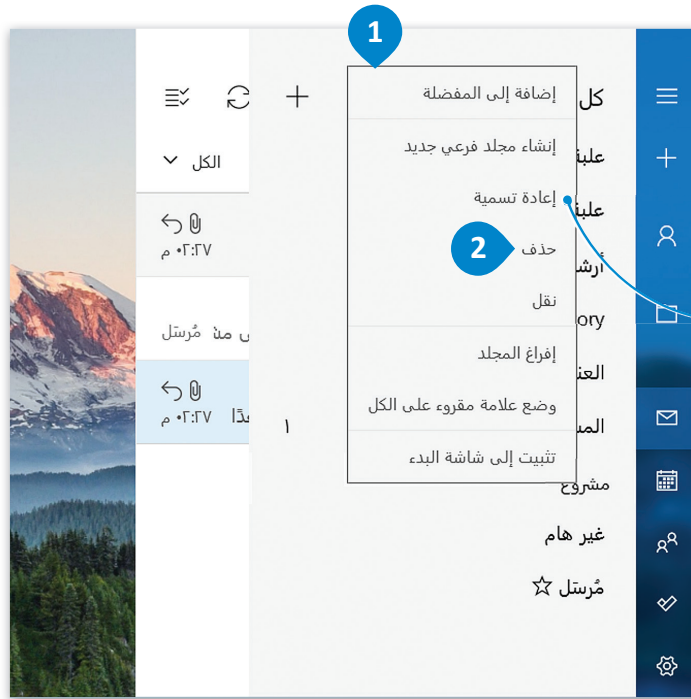 1
كل
إضافة إلى المفضلة
إنشاء مجلد فرعي جديد
إعادة تسمية
2
حذف
نقل
ory
إفراغ المجلد
وضع علامة مقروء على الكل
١
تثبيت إلى شاشة البدء
مشروع
غير هام
مُرسَل
الكل
٠٢:٢٧ م
مُرسَل
٠٢:٢٧ م